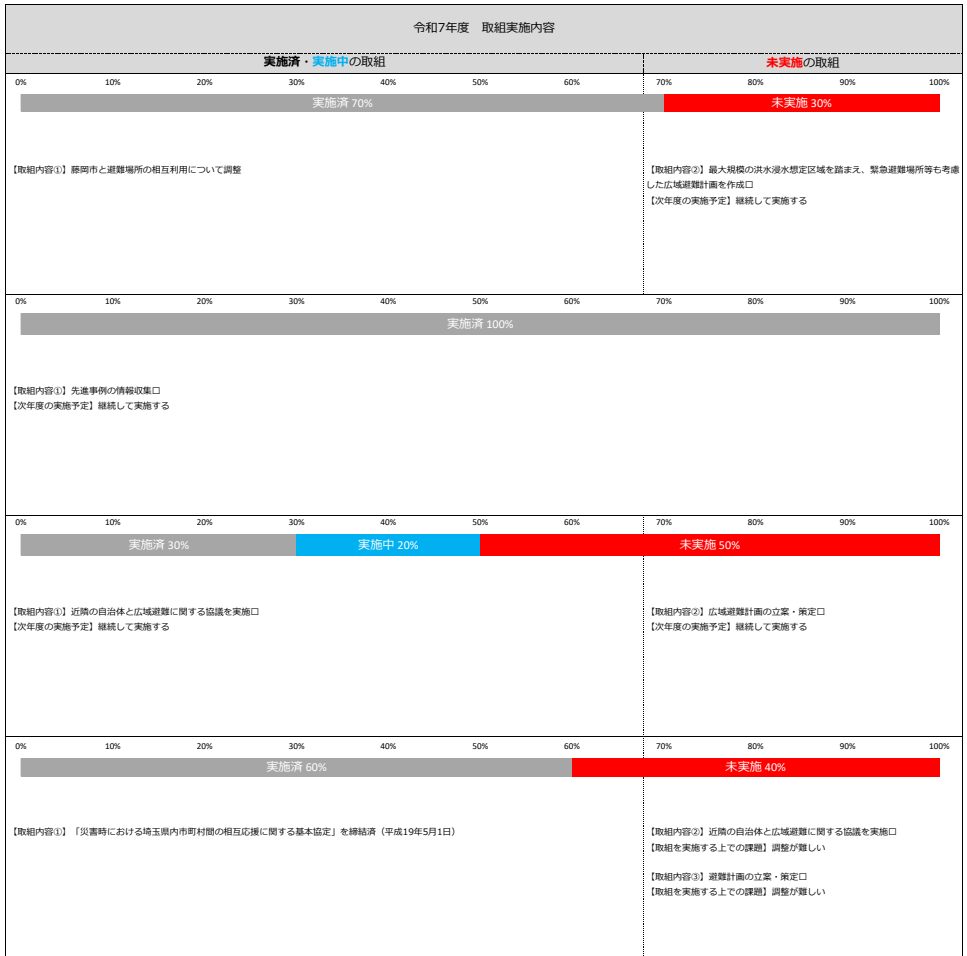 令和7年度　取組実施内容
実施済・実施中の取組
未実施の取組
0% 10% 20% 30% 40% 50% 60% 70% 80% 90% 100%
実施済 70%
未実施 30%
【取組内容①】藤岡市と避難場所の相互利用について調整
【取組内容②】最大規模の洪水浸水想定区域を踏まえ、緊急避難場所等も考慮
した広域避難計画を作成口
【次年度の実施予定】継続して実施する
0% 10% 20% 30% 40% 50% 60% 70% 80% 90% 100%
実施済 100%
【取組内容①】先進事例の情報収集口
【次年度の実施予定】継続して実施する
0% 10% 20% 30% 40% 50% 60% 70% 80% 90% 100%
実施済 30%
実施中 20%
未実施 50%
【取組内容①】近隣の自治体と広域避難に関する協議を実施口
【次年度の実施予定】継続して実施する
【取組内容②】広域避難計画の立案・策定口
【次年度の実施予定】継続して実施する
0% 10% 20% 30% 40% 50% 60% 70% 80% 90% 100%
実施済 60%
未実施 40%
【取組内容①】「災害時における埼玉県内市町村間の相互応援に関する基本協定」を締結済（平成19年5月1日）
【取組内容②】近隣の自治体と広域避難に関する協議を実施口
【取組を実施する上での課題】調整が難しい
【取組内容③】避難計画の立案・策定口
【取組を実施する上での課題】調整が難しい